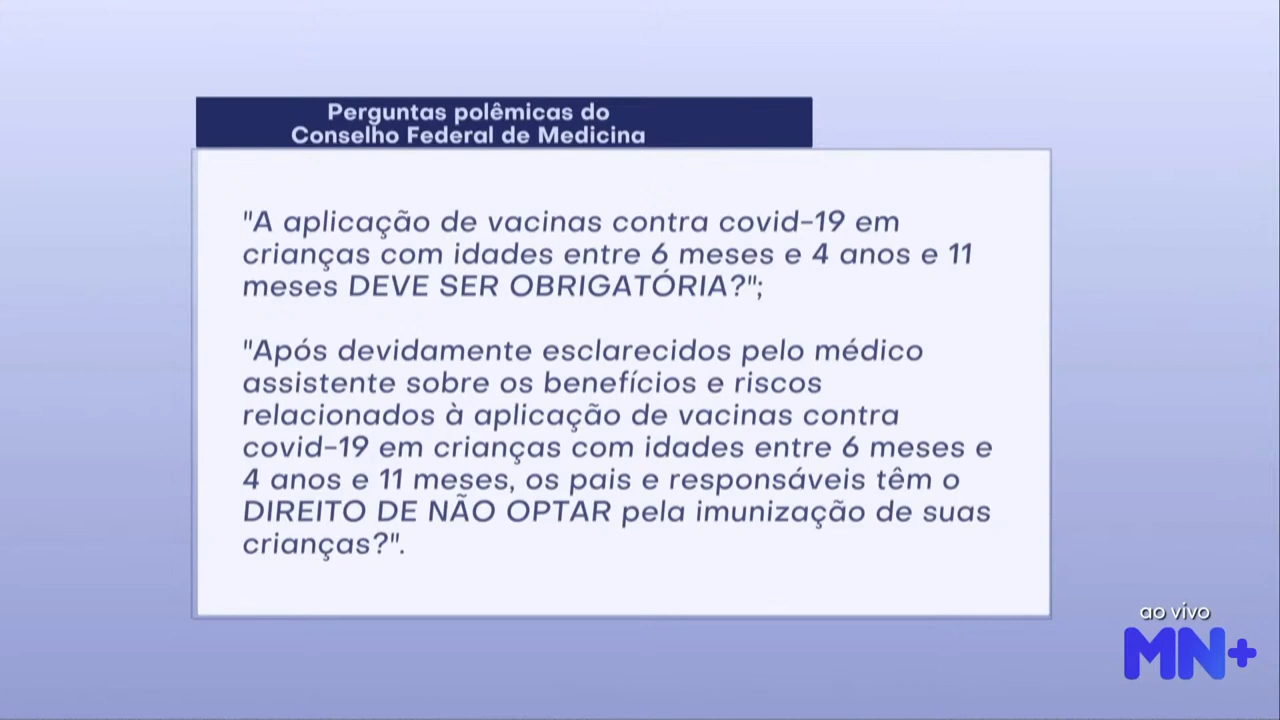 Perguntas polêmicas do
Conselho Federal de Medicina
"A aplicação de vacinas contra covid-19 em
crianças com idades entre 6 meses e 4 anos e 11
meses DEVE SER OBRIGATÓRIA?";
"Após devidamente esclarecidos pelo médico
assistente sobre os benefícios e riscos
relacionados à aplicação de vacinas contra
covid-19 em crianças com idades entre 6 meses e
4 anos e 11 meses, os pais e responsáveis têm o
DIREITO DE NÃO OPTAR pela imunização de suas
crianças?".
ao vivo
MN+